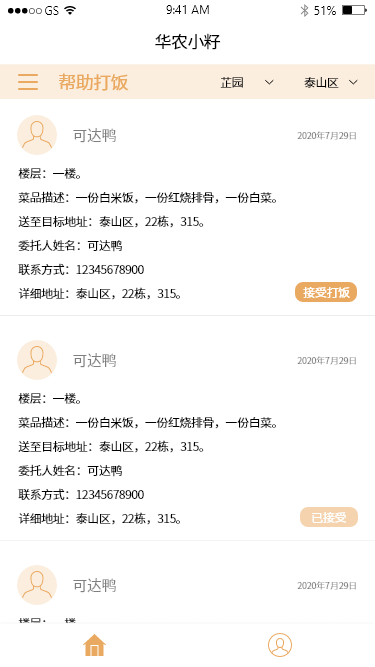 GS 9:41 AM 51%
华农小籽
帮助打饭 芷园 泰山区
可达鸭 2020年7月29日
楼层：一楼。
菜品描述：一份白米饭，一份红烧排骨，一份白菜。
送至目标地址：泰山区，22栋，315。
委托人姓名：可达鸭
联系方式：12345678900
详细地址：泰山区，22栋，315。 接受打饭
可达鸭 2020年7月29日
楼层：一楼。
菜品描述：一份白米饭，一份红烧排骨，一份白菜。
送至目标地址：泰山区，22栋，315。
委托人姓名：可达鸭
联系方式：12345678900
详细地址：泰山区，22栋，315。 已接受
可达鸭 2020年7月29日